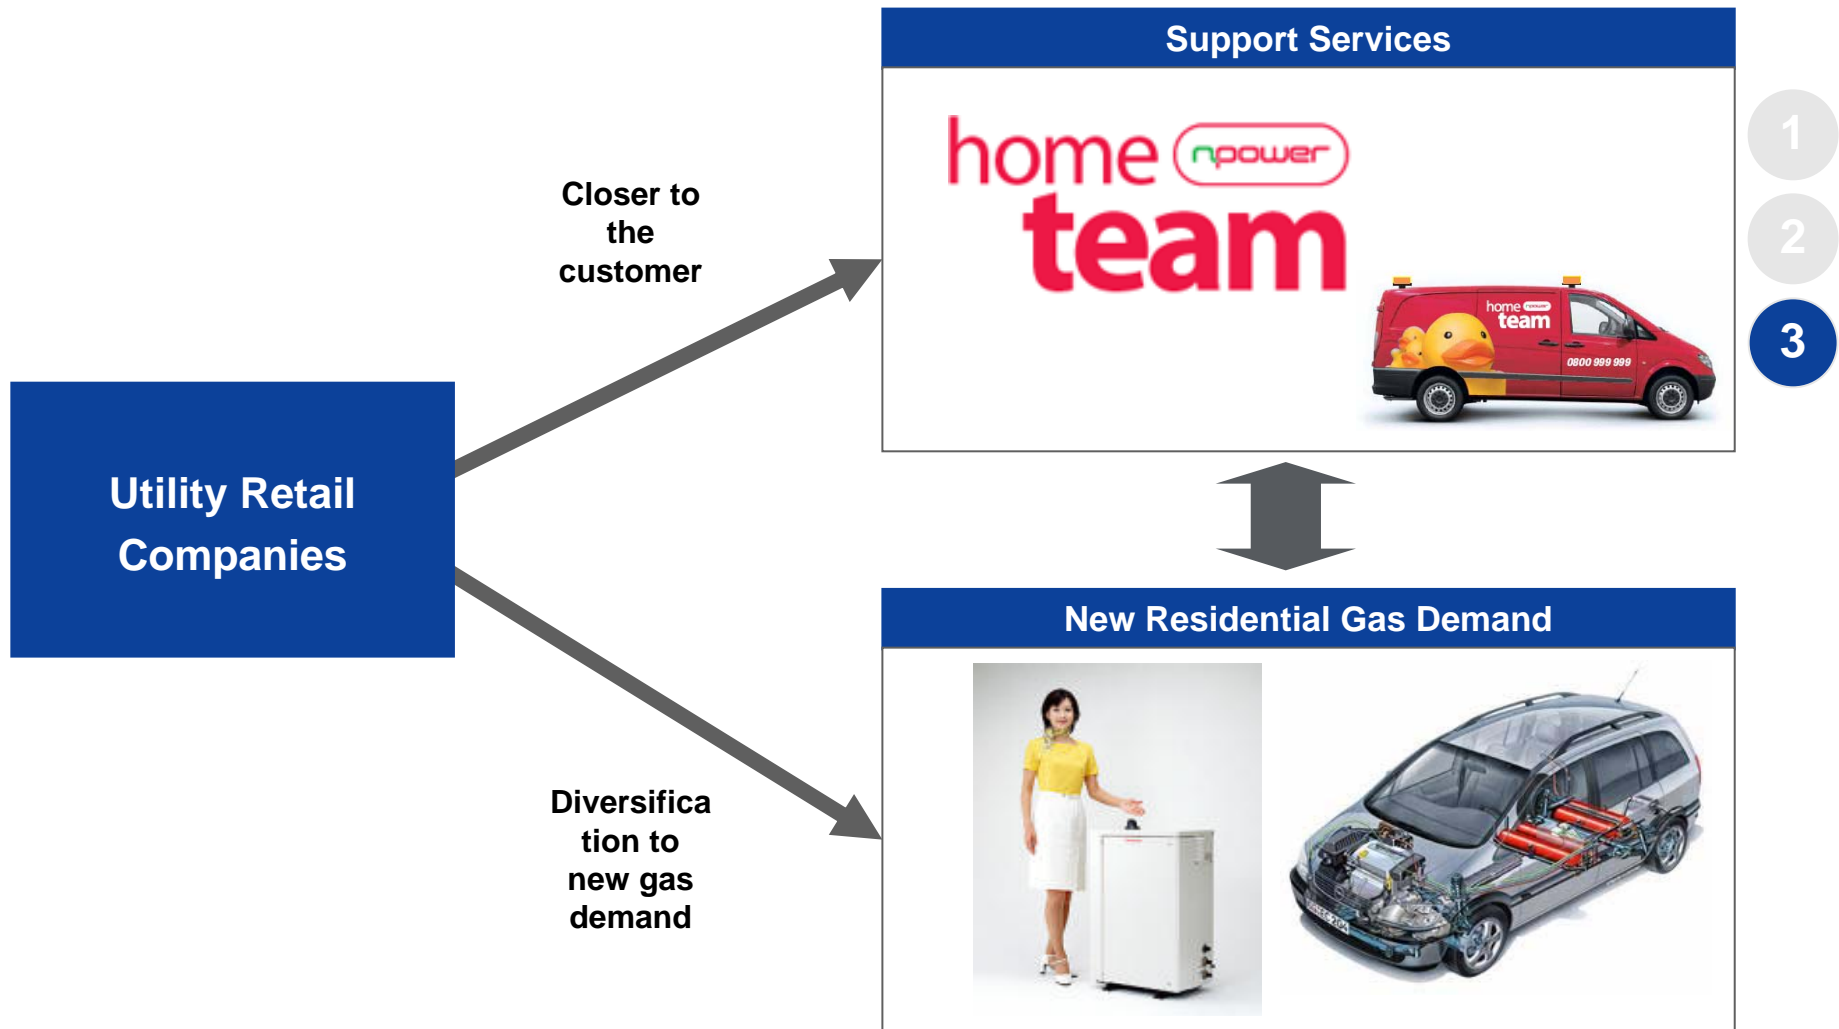 Support Services
home npower
team
1
2
3
Closer to
the
customer
home npower
team
0800 999 999
Utility Retail
Companies
New Residential Gas Demand
Diversifica
tion to
new gas
demand